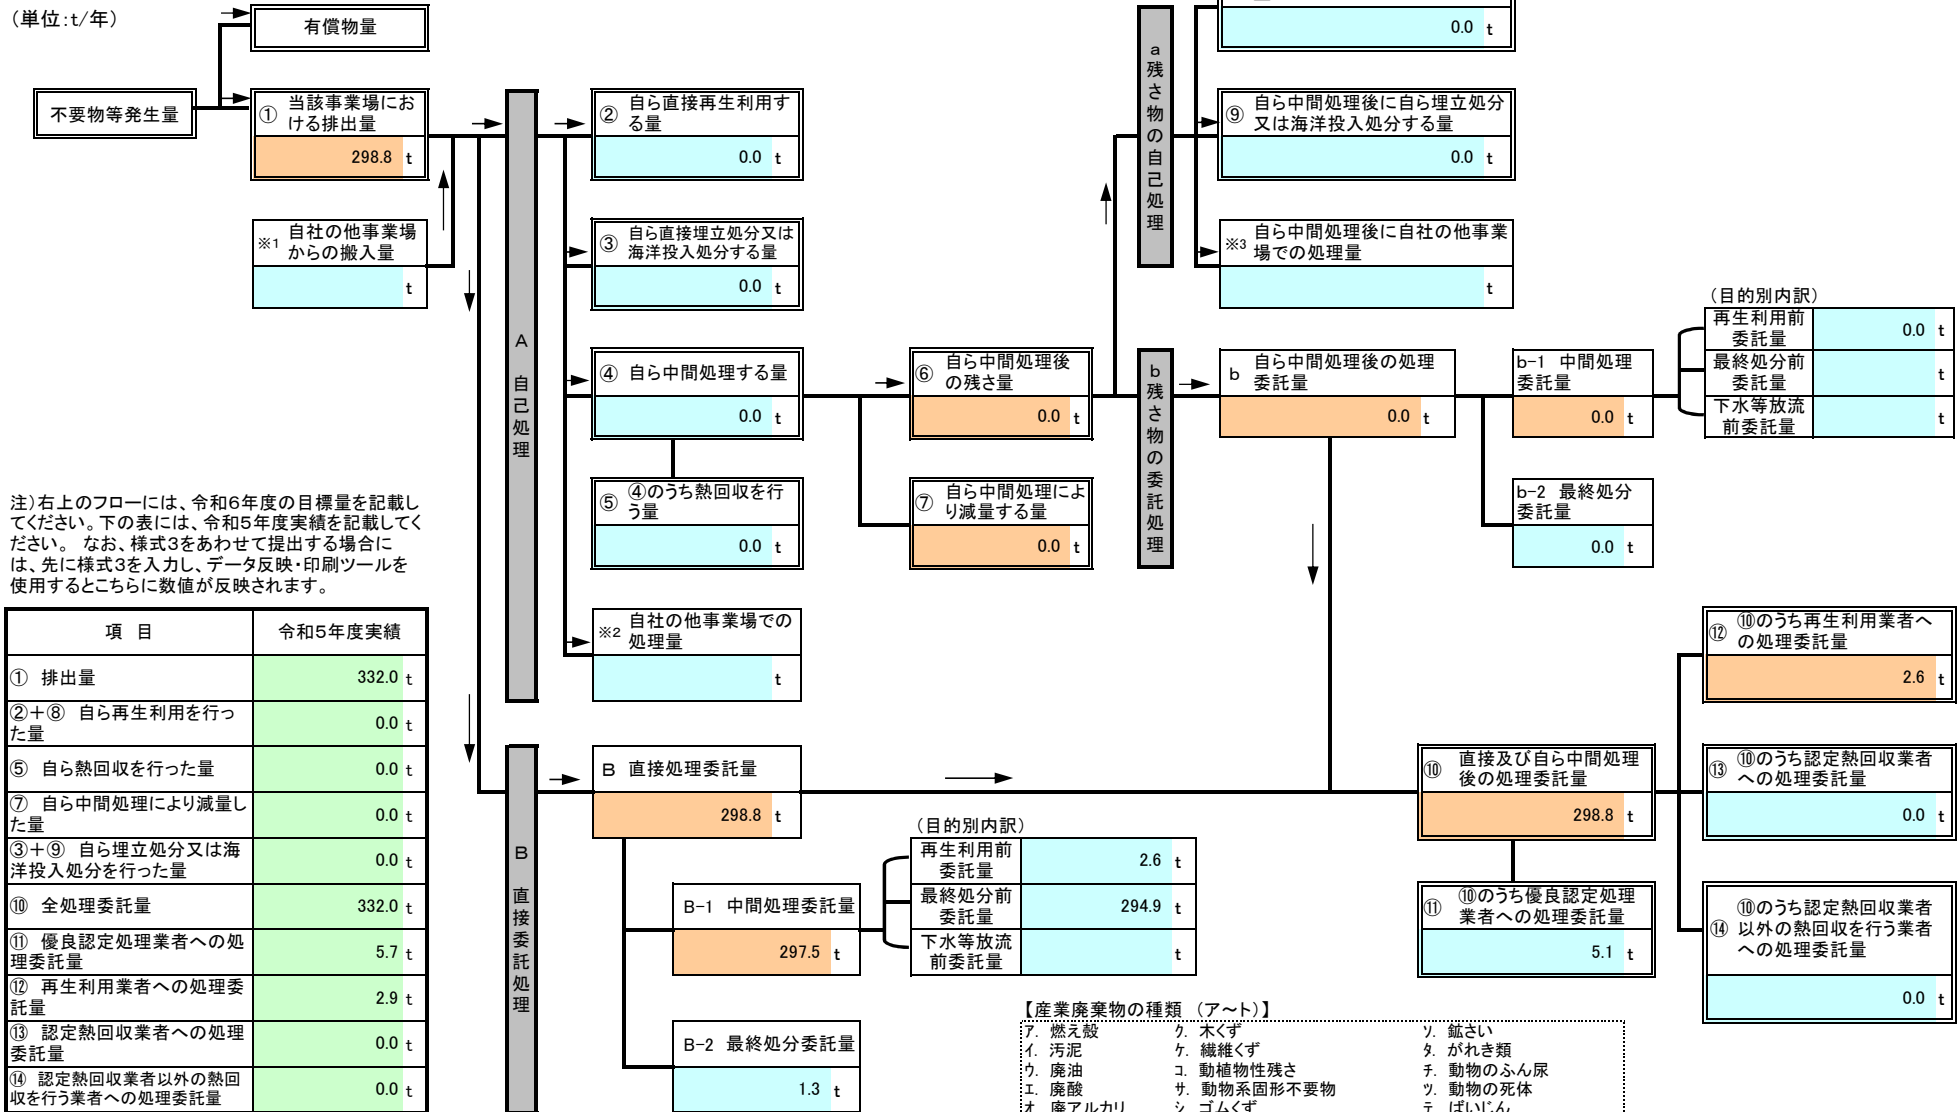 （単位:t/年）
有償物量
不要物等発生量
① 当該事業場にお
ける排出量
298.8 t
※1 自社の他事業場
からの搬入量
t
A 自己処理
② 自ら直接再生利用す
る量
0.0 t
③ 自ら直接埋立処分又は
海洋投入処分する量
0.0 t
④ 自ら中間処理する量
0.0 t
⑤ ④のうち熱回収を行
う量
0.0 t
※2 自社の他事業場での
処理量
t
⑥ 自ら中間処理後
の残さ量
0.0 t
⑦ 自ら中間処理によ
り減量する量
0.0 t
a 残さ物の自己処理
0.0 t
⑨ 自ら中間処理後に自ら埋立処分
又は海洋投入処分する量
0.0 t
※3 自ら中間処理後に自社の他事業
場での処理量
t
b 残さ物の委託処理
b 自ら中間処理後の処理
委託量
0.0 t
b-1 中間処理
委託量
0.0 t
（目的別内訳）
再生利用前
委託量 0.0 t
最終処分前
委託量 t
下水等放流
前委託量 t
b-2 最終処分
委託量
0.0 t
注）右上のフローには、令和６年度の目標量を記載し
てください。下の表には、令和５年度実績を記載してく
ださい。 なお、様式３をあわせて提出する場合に
は、先に様式３を入力し、データ反映・印刷ツールを
使用するとこちらに数値が反映されます。
項 目 令和５年度実績
① 排出量 332.0 t
②＋⑧ 自ら再生利用を行っ
た量 0.0 t
⑤ 自ら熱回収を行った量 0.0 t
⑦ 自ら中間処理により減量し
た量 0.0 t
③＋⑨ 自ら埋立処分又は海
洋投入処分を行った量 0.0 t
⑩ 全処理委託量 332.0 t
⑪ 優良認定処理業者への処
理委託量 5.7 t
⑫ 再生利用業者への処理委
託量 2.9 t
⑬ 認定熱回収業者への処理
委託量 0.0 t
⑭ 認定熱回収業者以外の熱回
収を行う業者への処理委託量 0.0 t
B 直接委託処理
B 直接処理委託量
298.8 t
B-1 中間処理委託量
297.5 t
（目的別内訳）
再生利用前
委託量 2.6 t
最終処分前
委託量 294.9 t
下水等放流
前委託量 t
B-2 最終処分委託量
1.3 t
⑩ 直接及び自ら中間処理
後の処理委託量
298.8 t
⑪ ⑩のうち優良認定処理
業者への処理委託量
5.1 t
⑫ ⑩のうち再生利用業者へ
の処理委託量
2.6 t
⑬ ⑩のうち認定熱回収業者
への処理委託量
0.0 t
⑭ ⑩のうち認定熱回収業者
以外の熱回収を行う業者
への処理委託量
0.0 t
【産業廃棄物の種類 （ア～ト）】
ア. 燃え殻 ク. 木くず ソ. 鉱さい
イ. 汚泥 ケ. 繊維くず タ. がれき類
ウ. 廃油 コ. 動植物性残さ チ. 動物のふん尿
エ. 廃酸 サ. 動物系固形不要物 ツ. 動物の死体
オ. 廃アルカリ シ. ゴムくず テ. ばいじん